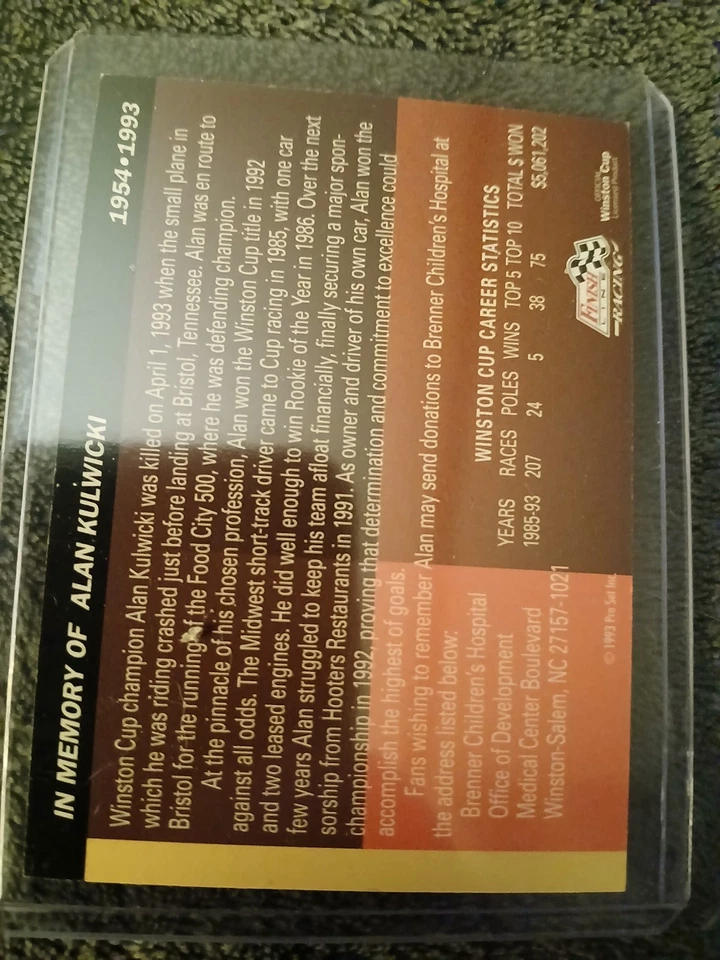 IN MEMORY OF ALAN KULWICKI 1954•1993
Winston Cup champion Alan Kulwicki was killed on April 1, 1993 when the small plane in
which he was riding crashed just before landing at Bristol, Tennessee. Alan was en route to
Bristol for the running of the Food City 500, where he was defending champion.
At the pinnacle of his chosen profession, Alan won the Winston Cup title in 1992
against all odds. The Midwest short-track driver came to Cup racing in 1985, with one car
and two leased engines. He did well enough to win Rookie of the Year in 1986. Over the next
few years Alan struggled to keep his team afloat financially, finally securing a major spon-
sorship from Hooters Restaurants in 1991. As owner and driver of his own car, Alan won the
championship in 1992, proving that determination and commitment to excellence could
accomplish the highest of goals.
Fans wishing to remember Alan may send donations to Brenner Children's Hospital at
the address listed below:
Brenner Children's Hospital
Office of Development
Medical Center Boulevard
Winston-Salem, NC 27157-1021
WINSTON CUP CAREER STATISTICS
YEARS RACES POLES WINS TOP 5 TOP 10 TOTAL $ WON
1985-93 207 24 5 38 75 $5,061,202
© 1993 Pro Set Inc.
FINISH
LINE
RACING
OFFICIAL
Winston Cup
Licensed Product